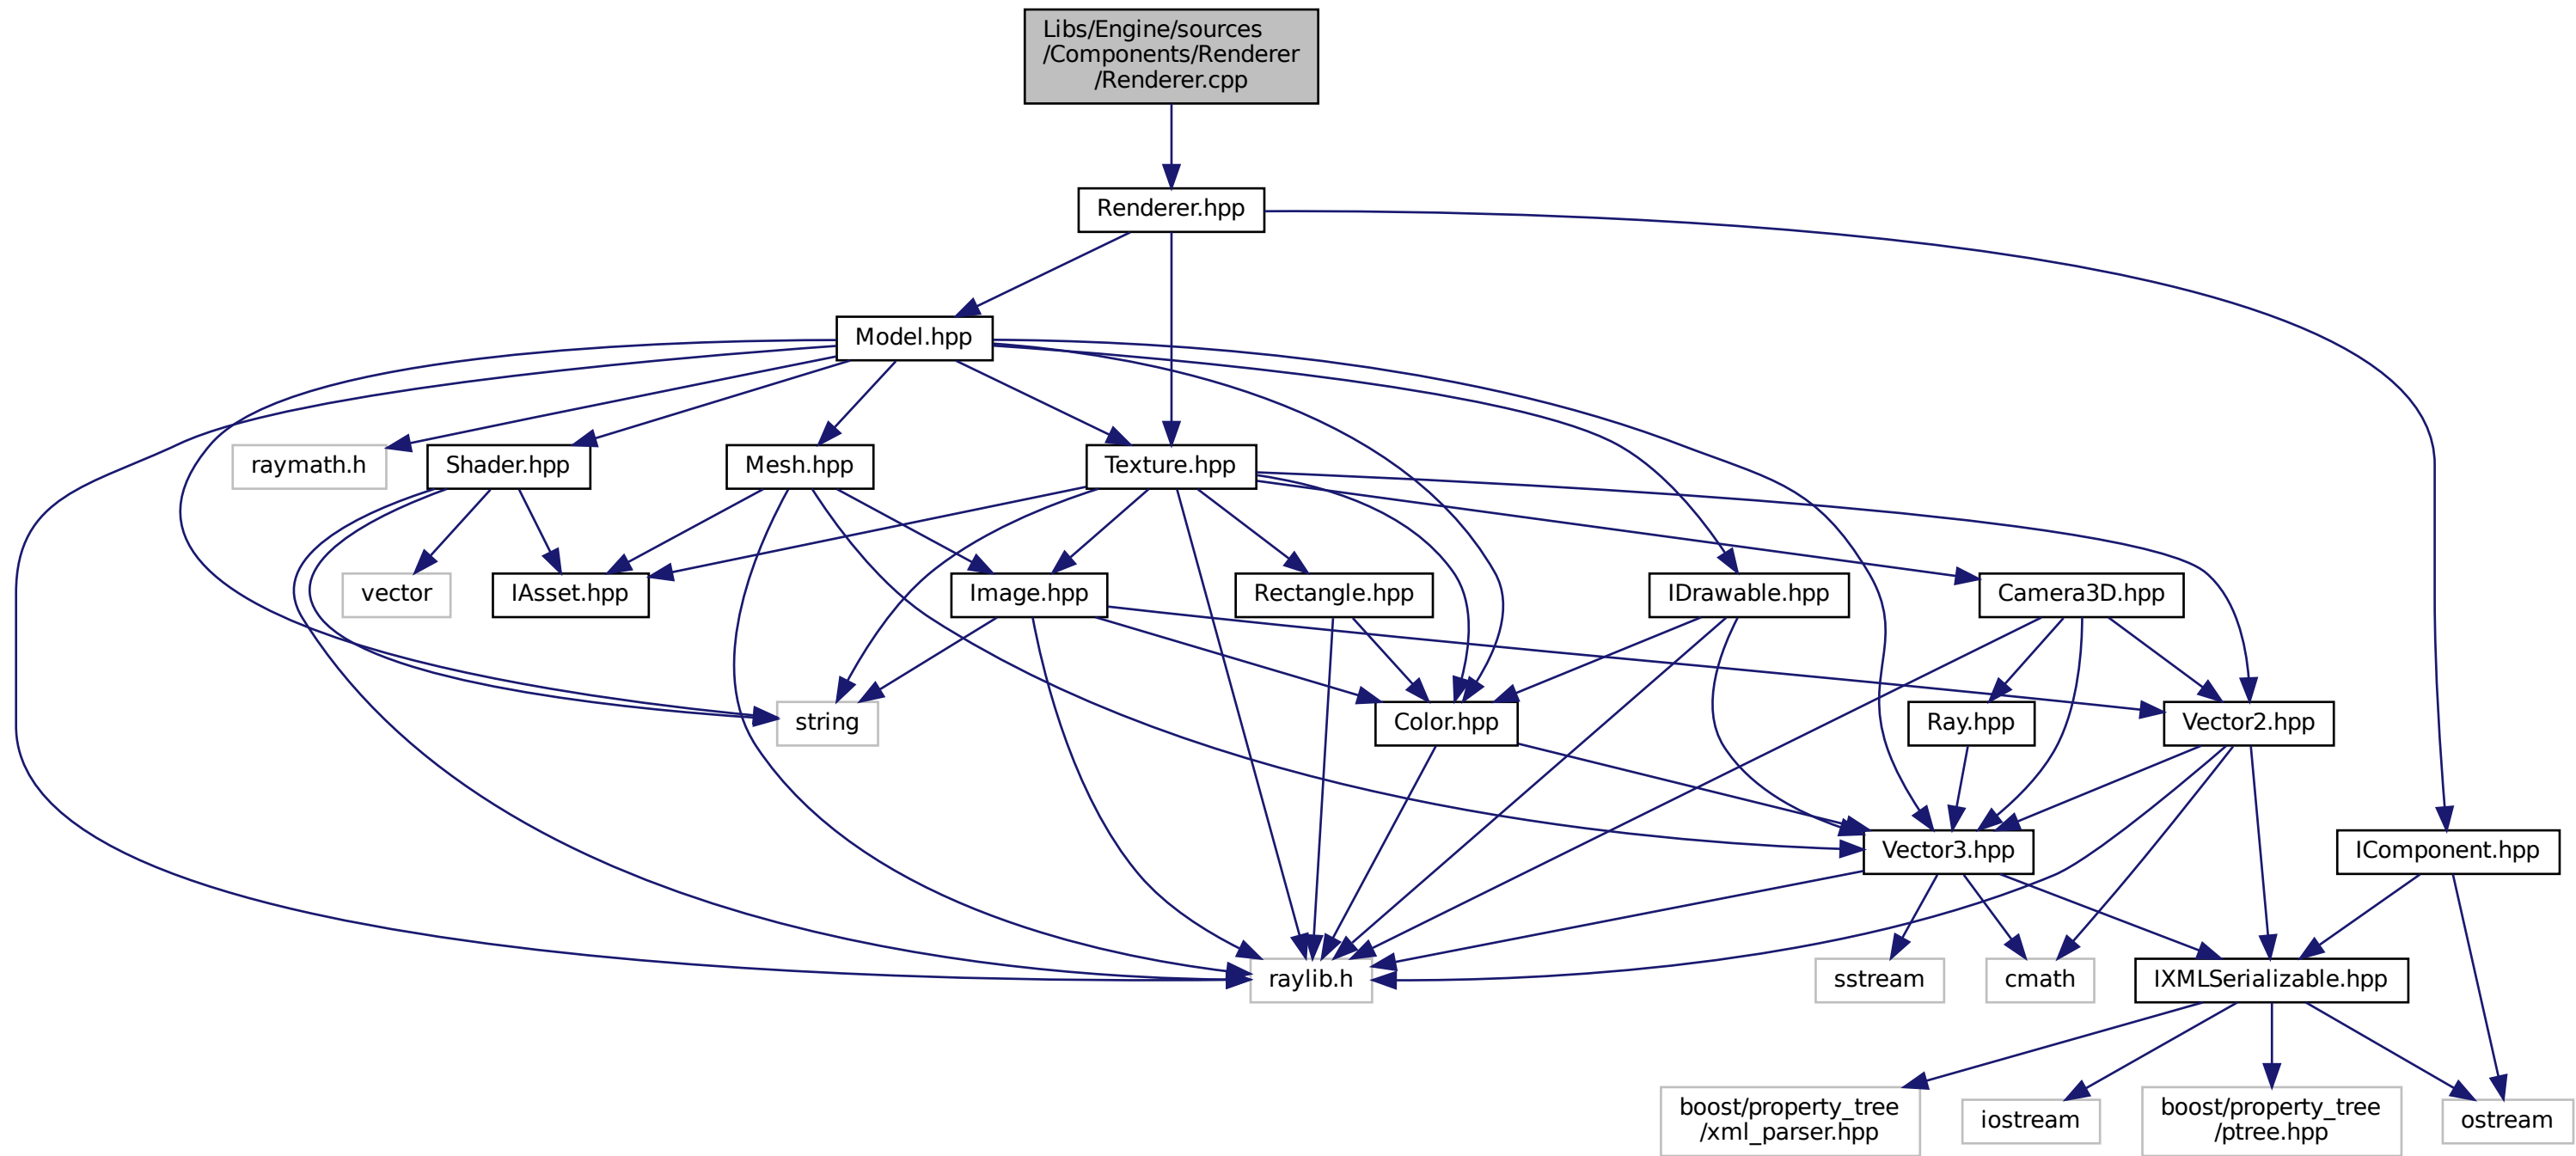 Libs/Engine/sources
/Components/Renderer
/Renderer.cpp
Renderer.hpp
Model.hpp
raymath.h
Shader.hpp
Mesh.hpp
Texture.hpp
vector
IAsset.hpp
Image.hpp
Rectangle.hpp
IDrawable.hpp
Camera3D.hpp
string
Color.hpp
Ray.hpp
Vector2.hpp
Vector3.hpp
IComponent.hpp
raylib.h
sstream
cmath
IXMLSerializable.hpp
boost/property_tree
/xml_parser.hpp
iostream
boost/property_tree
/ptree.hpp
ostream